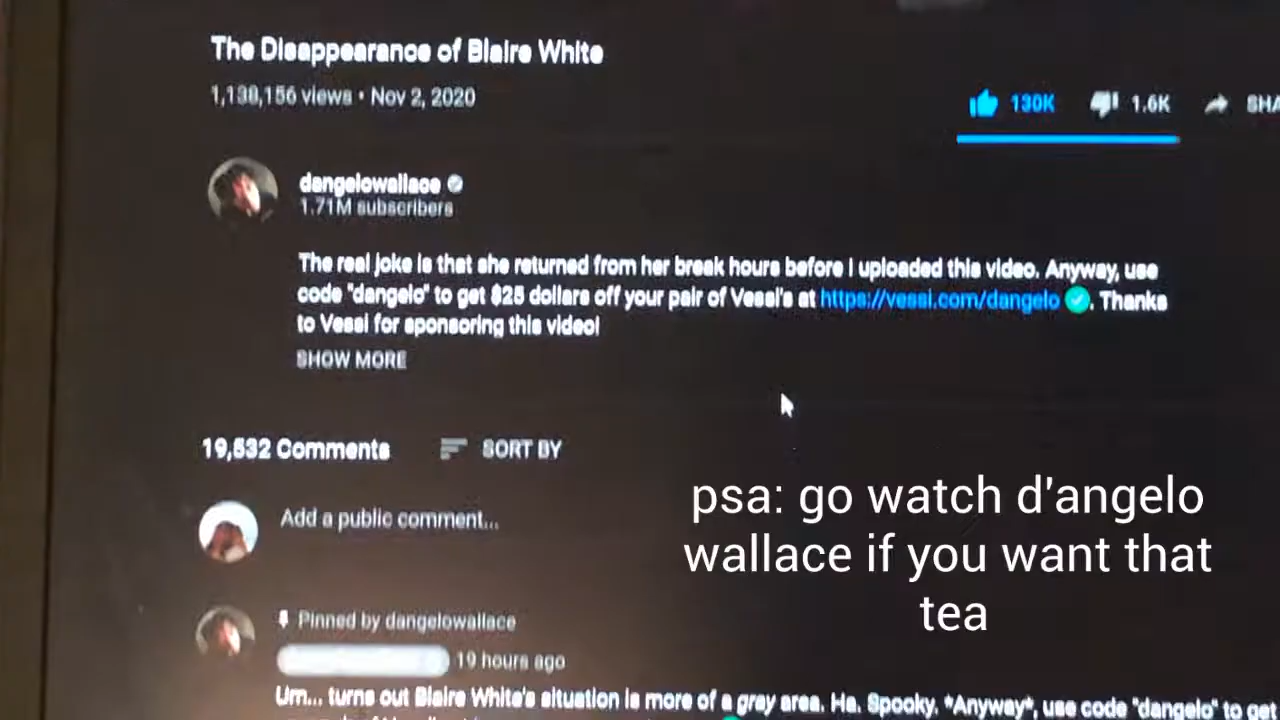 The Disappearance of Blaire White
1,138,156 views • Nov 2, 2020
130K
1.6K
SHA
dangelowallace
1.71M subscribers
The real joke is that she returned from her break hours before I uploaded this video. Anyway, use
code "dangelo" to get $25 dollars off your pair of Vessi's at https://vessi.com/dangelo ✅. Thanks
to Vessi for sponsoring this video!
SHOW MORE
19,532 Comments
SORT BY
Add a public comment...
psa: go watch d'angelo
wallace if you want that
tea
Pinned by dangelowallace
19 hours ago
Um... turns out Blaire White's situation is more of a gray area. Ha. Spooky. *Anyway*, use code "dangelo" to get